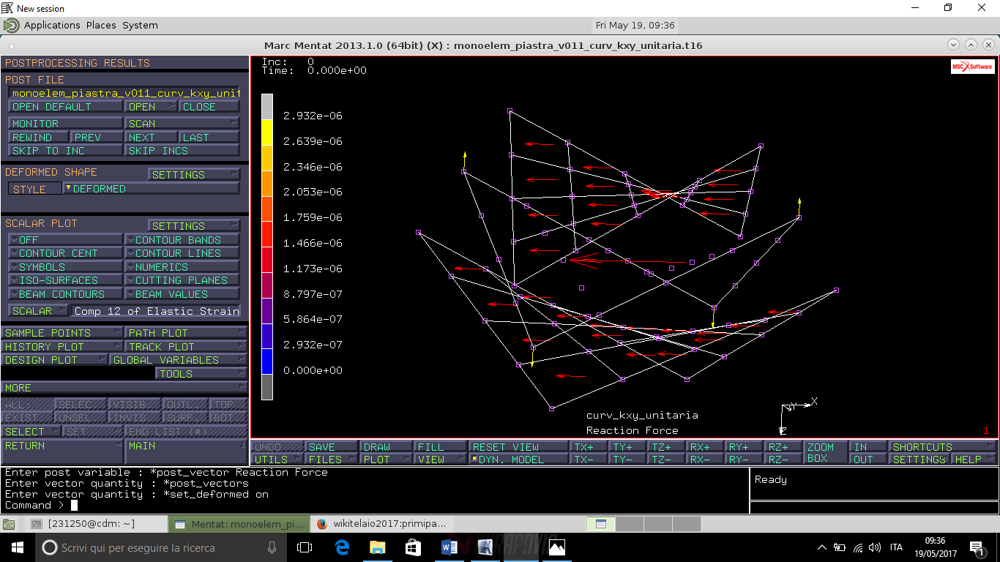 New session
Applications Places System
Fri May 19, 09:36
Marc Mentat 2013.1.0 (64bit) (X) : monoelem_piastra_v011_curv_kxy_unitaria.t16
POSTPROCESSING RESULTS
POST FILE
monoelem_piastra_v011_curv_kxy_unit
OPEN DEFAULT OPEN CLOSE
MONITOR SCAN
REWIND PREV NEXT LAST
SKIP TO INC SKIP INCS
DEFORMED SHAPE SETTINGS
STYLE DEFORMED
SCALAR PLOT SETTINGS
OFF CONTOUR BANDS
CONTOUR CENT CONTOUR LINES
SYMBOLS NUMERICS
ISO-SURFACES CUTTING PLANES
BEAM CONTOURS BEAM VALUES
SCALAR Comp 12 of Elastic Strain
SAMPLE POINTS PATH PLOT
HISTORY PLOT TRACK PLOT
DESIGN PLOT GLOBAL VARIABLES
TOOLS
MORE
ALL: SELEC. VISIB. OUTL. TOP
EXIST. UNSEL. INVIS. SURF. BOT
SELECT SET END LIST (#)
RETURN MAIN
Inc: 0
Time: 0.000e+00
MSC Software
2.932e-06
2.639e-06
2.346e-06
2.053e-06
1.759e-06
1.466e-06
1.173e-06
8.797e-07
5.864e-07
2.932e-07
0.000e+00
X
Y
Z
curv_kxy_unitaria
Reaction Force
1
UNDO SAVE DRAW FILL RESET VIEW TX+ TY+ TZ+ RX+ RY+ RZ+ ZOOM IN SHORTCUTS
UTILS FILES PLOT VIEW DYN. MODEL TX- TY- TZ- RX- RY- RZ- BOX OUT SETTINGS HELP
Enter post variable : *post_vector Reaction Force
Enter vector quantity : *post_vectors
Enter vector quantity : *set_deformed on
Command >
Ready
[231250@cdm: ~]
Mentat: monoelem_pi...
wikitelaio2017:primipa...
Scrivi qui per eseguire la ricerca
ITA
09:36
19/05/2017
1